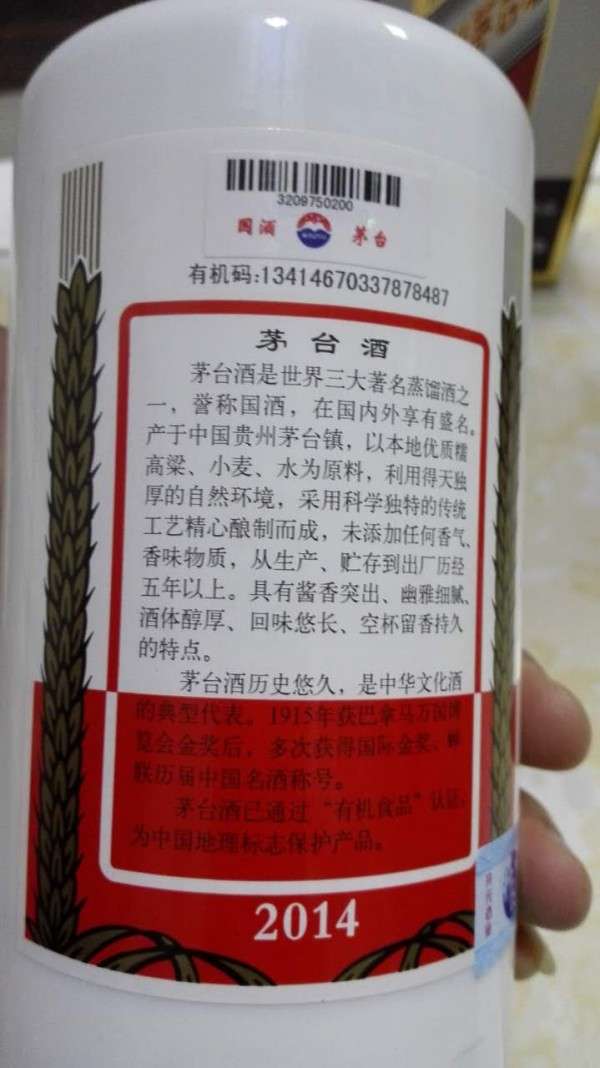 3209750200
国酒 茅台
有机码:13414670337878487
茅台酒
茅台酒是世界三大著名蒸馏酒之
一，誉称国酒，在国内外享有盛名。
产于中国贵州茅台镇，以本地优质糯
高粱、小麦、水为原料，利用得天独
厚的自然环境，采用科学独特的传统
工艺精心酿制而成，未添加任何香气、
香味物质，从生产、贮存到出厂历经
五年以上。具有酱香突出、幽雅细腻、
酒体醇厚、回味悠长、空杯留香持久
的特点。
茅台酒历史悠久，是中华文化酒
的典型代表。1915年获巴拿马万国博
览会金奖后，多次获得国际金奖、蝉
联历届中国名酒称号。
茅台酒已通过“有机食品”认证，
为中国地理标志保护产品。
2014